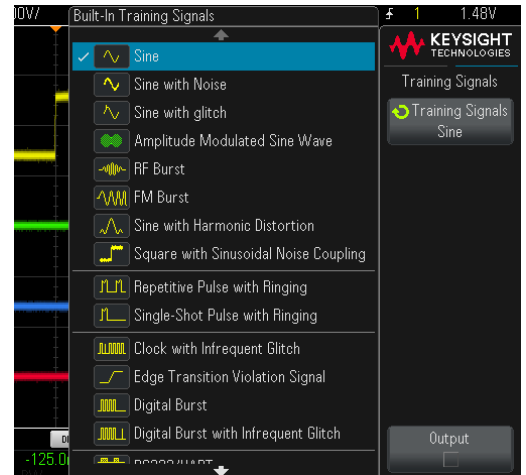 00V/
Built-In Training Signals
1
1.48V
KEYSIGHT
TECHNOLOGIES
Training Signals
Training Signals
Sine
Sine
Sine with Noise
Sine with glitch
Amplitude Modulated Sine Wave
RF Burst
FM Burst
Sine with Harmonic Distortion
Square with Sinusoidal Noise Coupling
Repetitive Pulse with Ringing
Single-Shot Pulse with Ringing
Clock with Infrequent Glitch
Edge Transition Violation Signal
Digital Burst
Digital Burst with Infrequent Glitch
RS232/UART
-125.0
Output